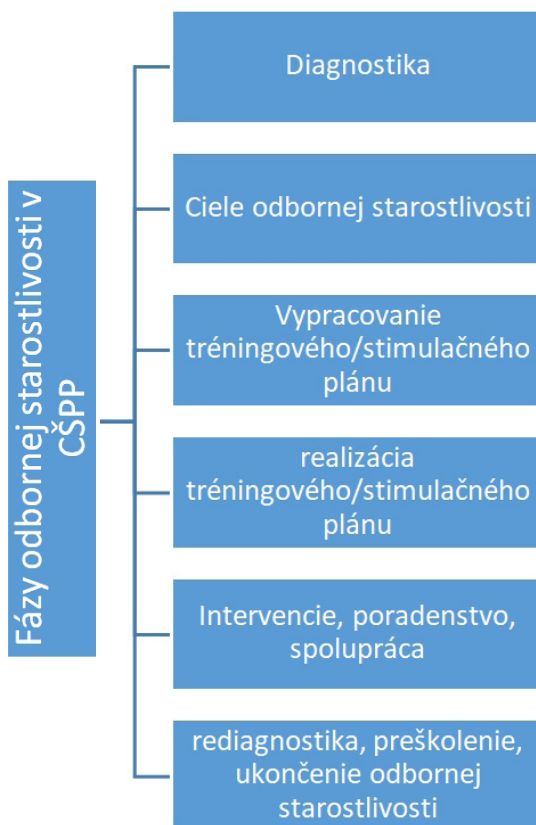 Fázy odbornej starostlivosti v
CŠPP
Diagnostika
Ciele odbornej starostlivosti
Vypracovanie
tréningového/stimulačného
plánu
realizácia
tréningového/stimulačného
plánu
Intervencie, poradenstvo,
spolupráca
rediagnostika, preškolenie,
ukončenie odbornej
starostlivosti